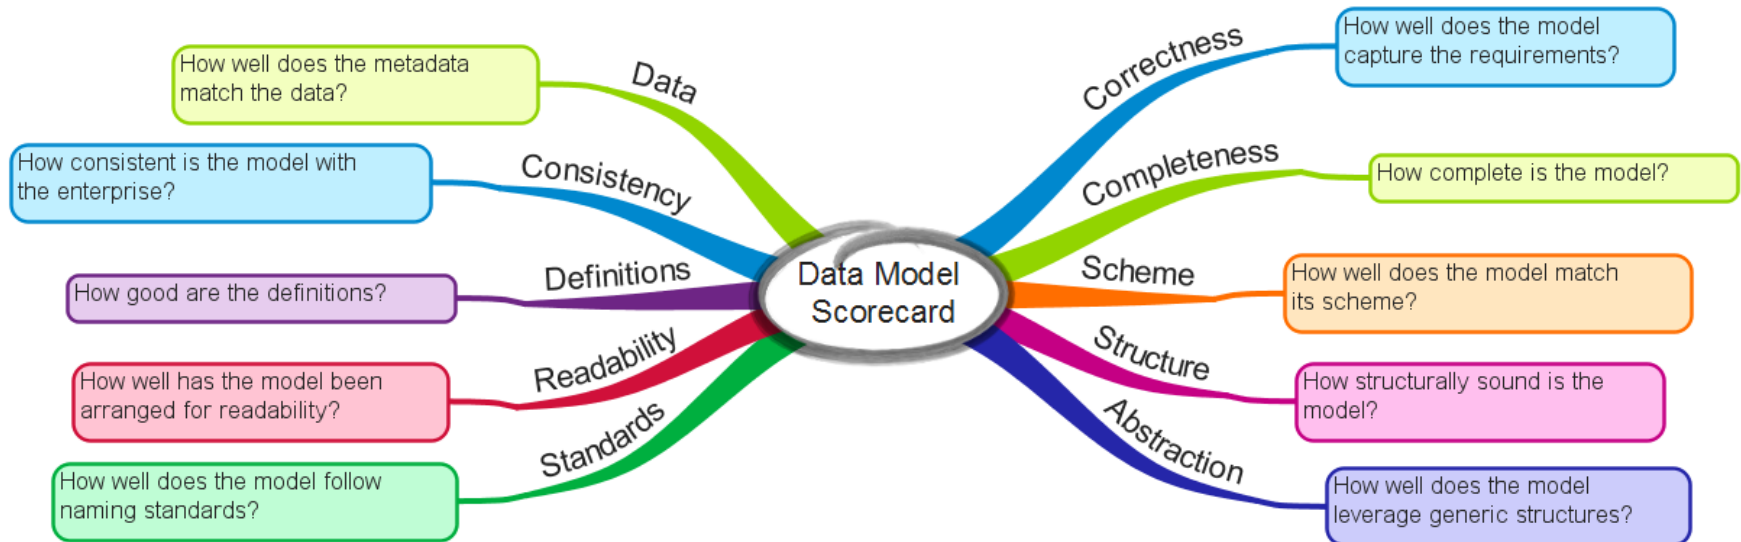 Data Model
Scorecard
Correctness
How well does the model
capture the requirements?
Completeness
How complete is the model?
Scheme
How well does the model match
its scheme?
Structure
How structurally sound is the
model?
Abstraction
How well does the model
leverage generic structures?
Standards
How well does the model follow
naming standards?
Readability
How well has the model been
arranged for readability?
Definitions
How good are the definitions?
Consistency
How consistent is the model with
the enterprise?
Data
How well does the metadata
match the data?